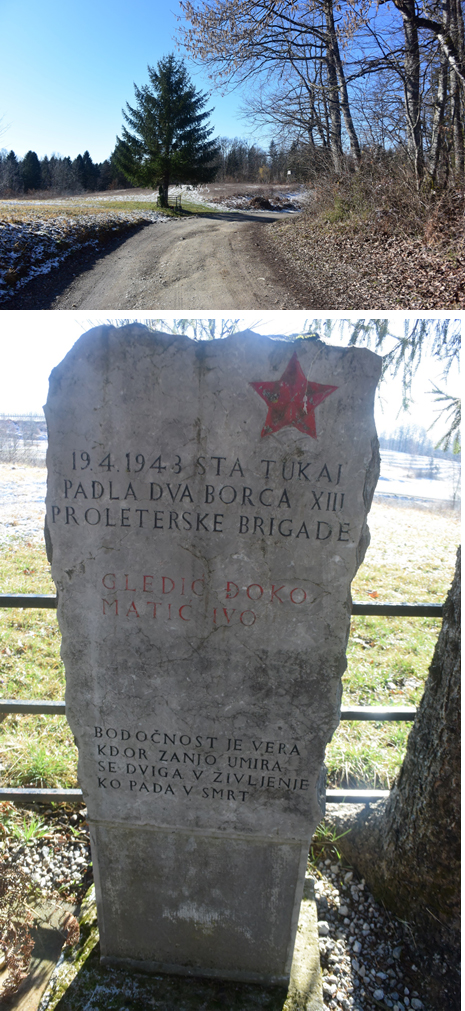 19.4.1943 STA TUKAJ
PADLA DVA BORCA XIII
PROLETERSKE BRIGADE
GLEDIC ĐOKO
MATIC IVO
BODOČNOST JE VERA
KDOR ZANJO UMIRA
SE DVIGA V ŽIVLJENJE
KO PADA V SMRT